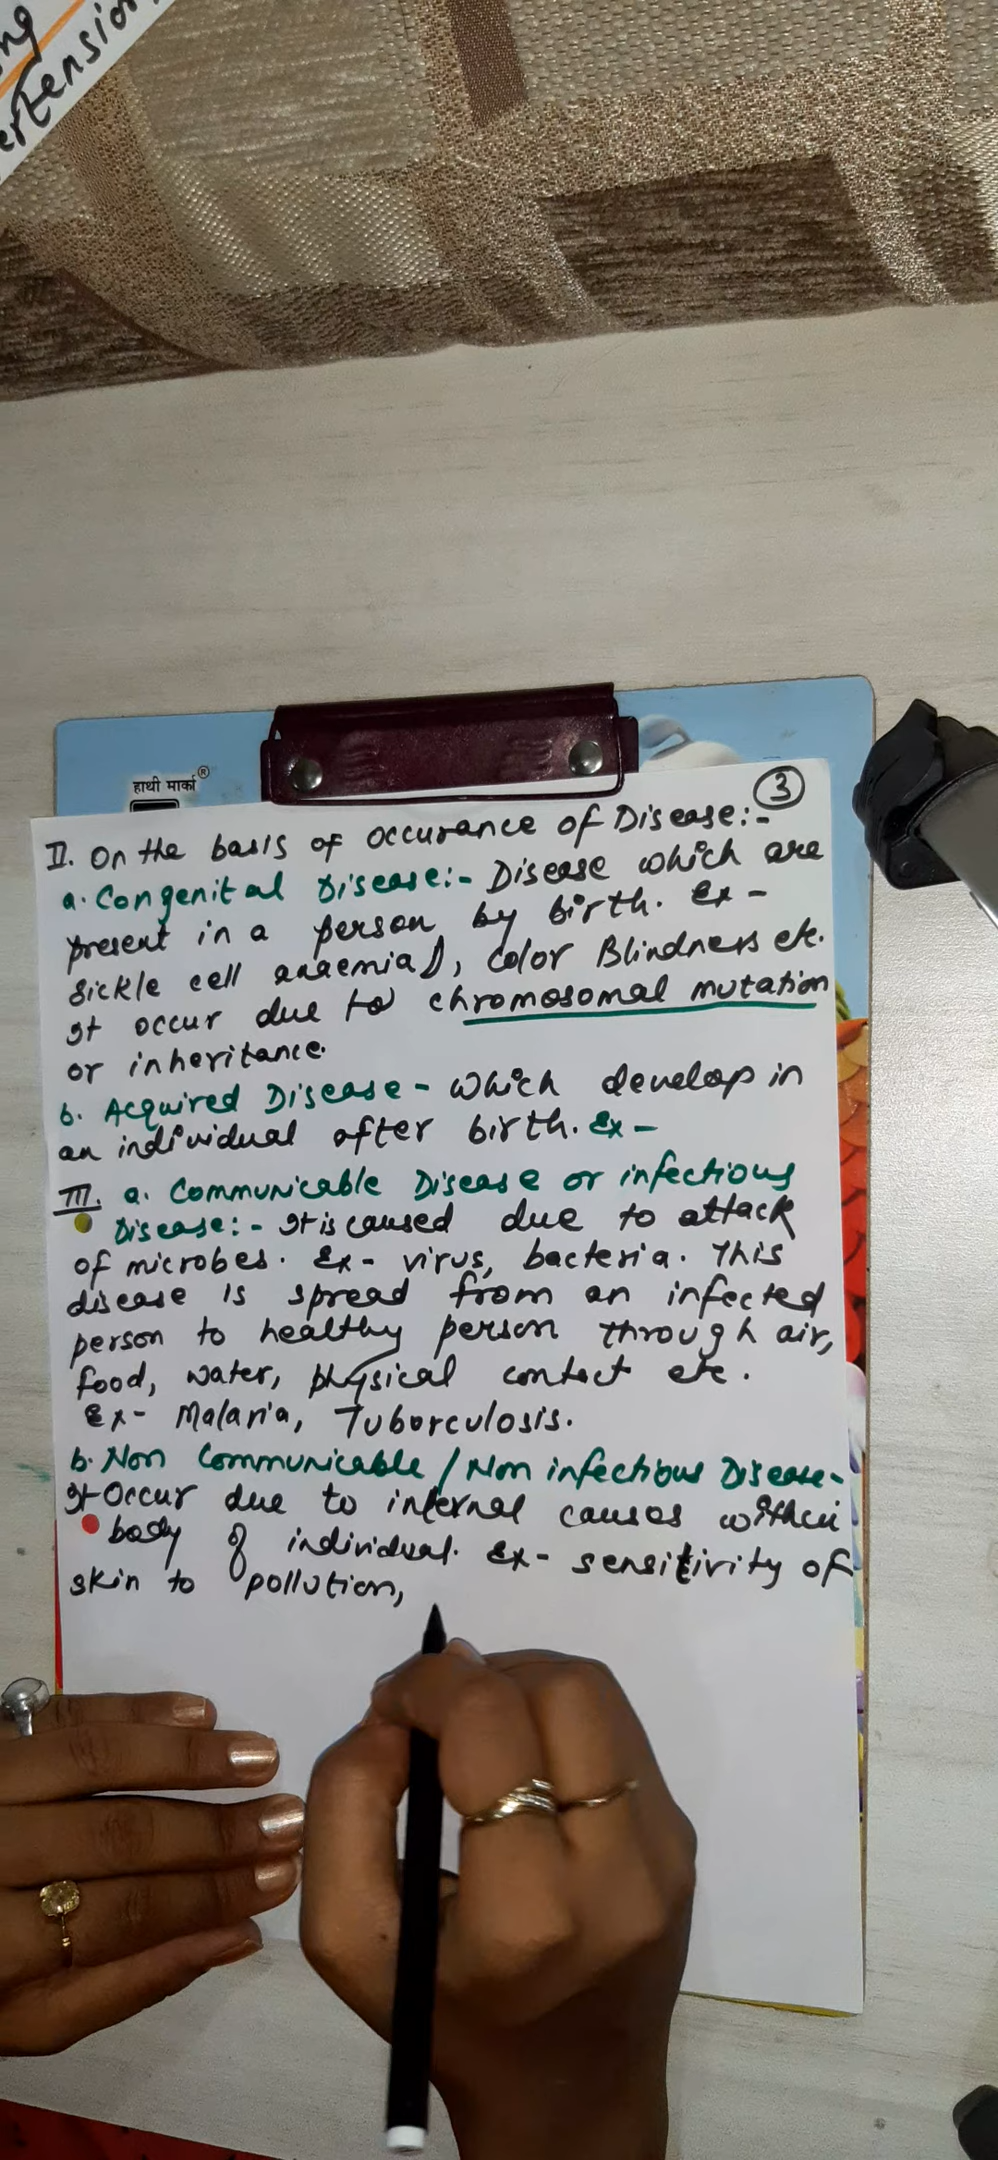 ng
ertension
हाथी मार्का®
3
II. On the basis of occurance of Disease:-
a. Congenital Disease:- Disease which are
present in a person by birth. Ex -
sickle cell anaemia, color Blindness etc.
It occur due to chromosomal mutation
or inheritance.
b. Acquired Disease - which develop in
an individual after birth. Ex -
III. a. Communicable Disease or infectious
Disease:- It is caused due to attack
of microbes. Ex - virus, bacteria. This
disease is spread from an infected
person to healthy person through air,
food, water, physical contact etc.
Ex - Malaria, Tuborculosis.
b. Non Communicable / Non infectious Disease -
It occur due to internal causes within
body of individual. Ex - sensitivity of
skin to pollution,